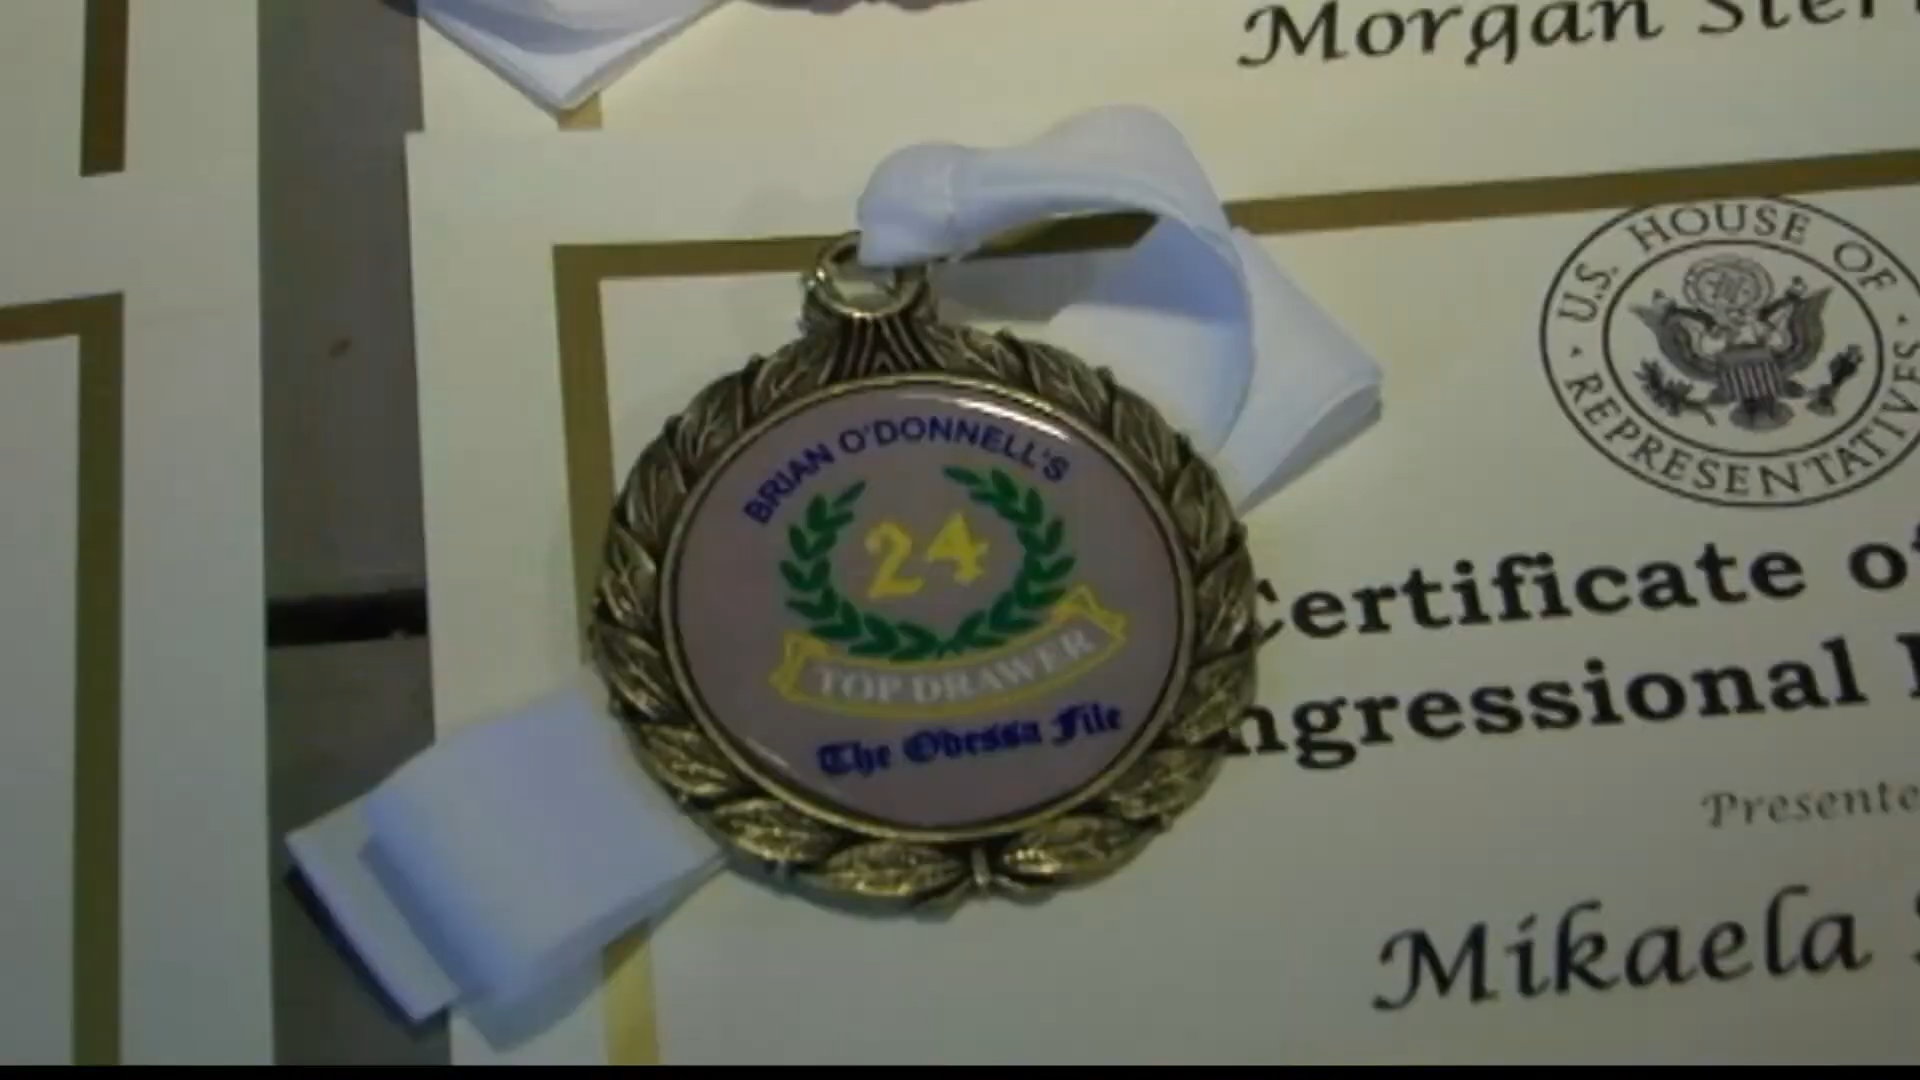 Morgan
U.S. HOUSE OF REPRESENTATIVES
BRIAN O'DONNELL'S
24
TOP DRAWER
The Odessa File
Certificate of
ngressional
Presente
Mikaela